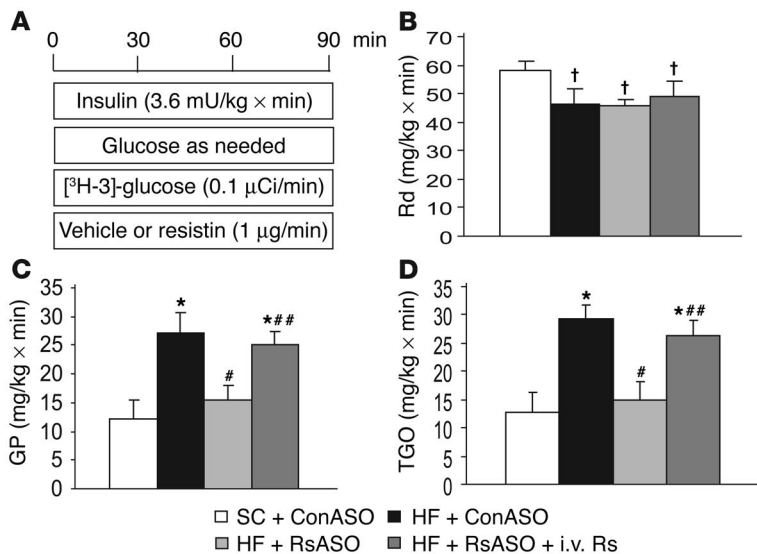 A
0 30 60 90 min
Insulin (3.6 mU/kg × min)
Glucose as needed
[³H-3]-glucose (0.1 μCi/min)
Vehicle or resistin (1 μg/min)
B
Rd (mg/kg × min)
70
60
50
40
30
20
10
0
† † †
C
GP (mg/kg × min)
35
30
25
20
15
10
5
0
* # *##
D
TGO (mg/kg × min)
35
30
25
20
15
10
5
0
* # *##
SC + ConASO HF + ConASO
HF + RsASO HF + RsASO + i.v. Rs